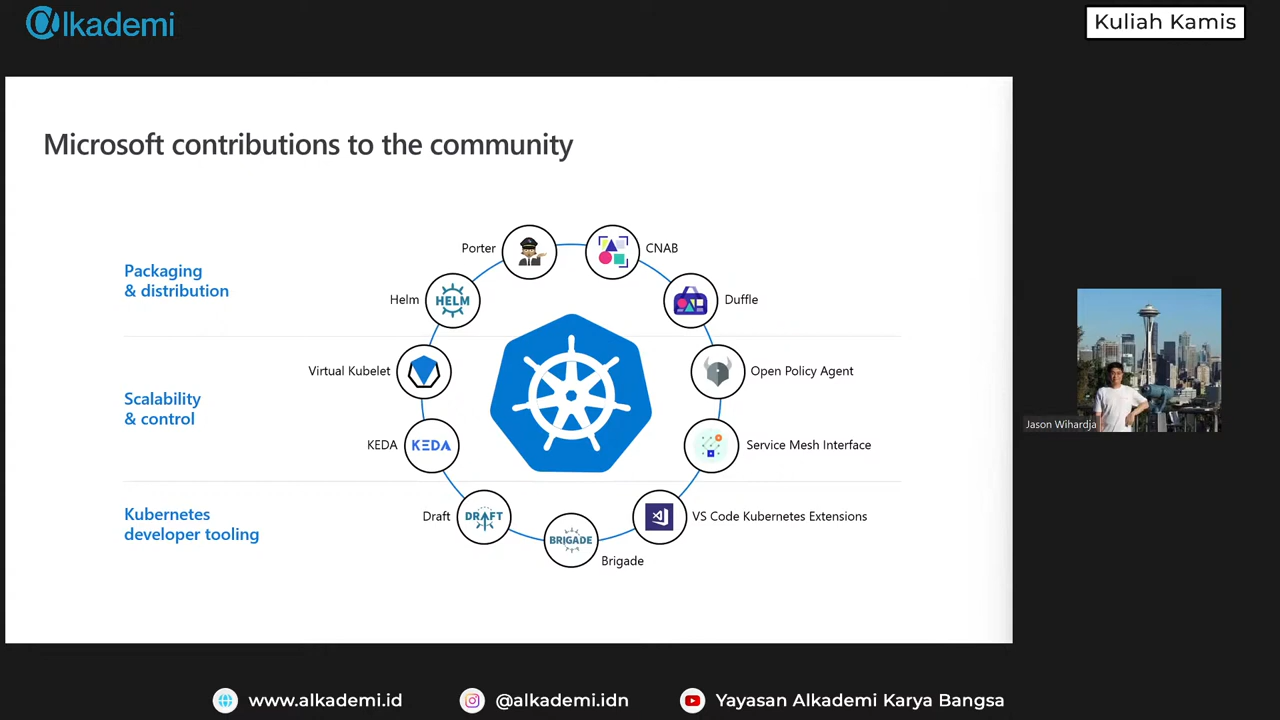 alkademi
Kuliah Kamis
Microsoft contributions to the community
Packaging
& distribution
Porter
CNAB
Helm
HELM
Duffle
Scalability
& control
Virtual Kubelet
Open Policy Agent
KEDA
KEDA
Service Mesh Interface
Kubernetes
developer tooling
Draft
DRAFT
VS Code Kubernetes Extensions
BRIGADE
Brigade
Jason Wihardja
www.alkademi.id
@alkademi.idn
Yayasan Alkademi Karya Bangsa